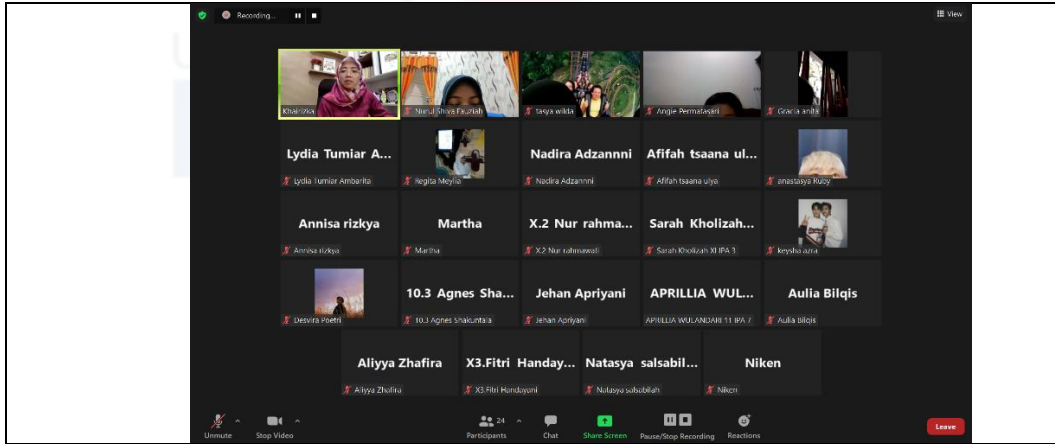 Recording...
View
Khairizka
Nurul Shiva Fauziah
tasya wilda
Angie Permatasari
Gracia anita
Lydia Tumiar A...
Lydia Tumiar Ambarita
Regita Meylia
Nadira Adzannni
Nadira Adzannni
Afifah tsaana ul...
Afifah tsaana ulya
anastasya Ruby
Annisa rizkya
Annisa rizkya
Martha
Martha
X.2 Nur rahma...
X.2 Nur rahmawati
Sarah Kholizah...
Sarah Kholizah XI IPA 3
keysha azra
Desvira Poetri
10.3 Agnes Sha...
10.3 Agnes Shakuntala
Jehan Apriyani
Jehan Apriyani
APRILLIA WUL...
APRILLIA WULANDARI 11 IPA 7
Aulia Bilqis
Aulia Bilqis
Aliyya Zhafira
Aliyya Zhafira
X3.Fitri Handay...
X3.Fitri Handayani
Natasya salsabil...
Natasya salsabilah
Niken
Niken
Unmute
Stop Video
24
Participants
Chat
Share Screen
Pause/Stop Recording
Reactions
Leave